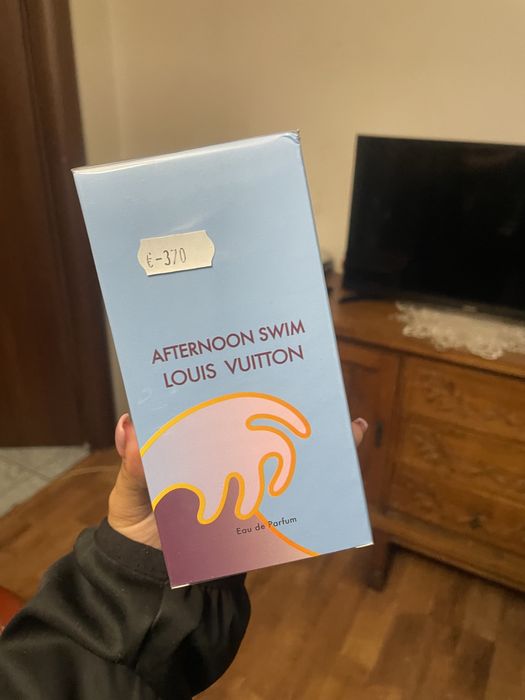 €-370
AFTERNOON SWIM
LOUIS VUITTON
Eau de Parfum